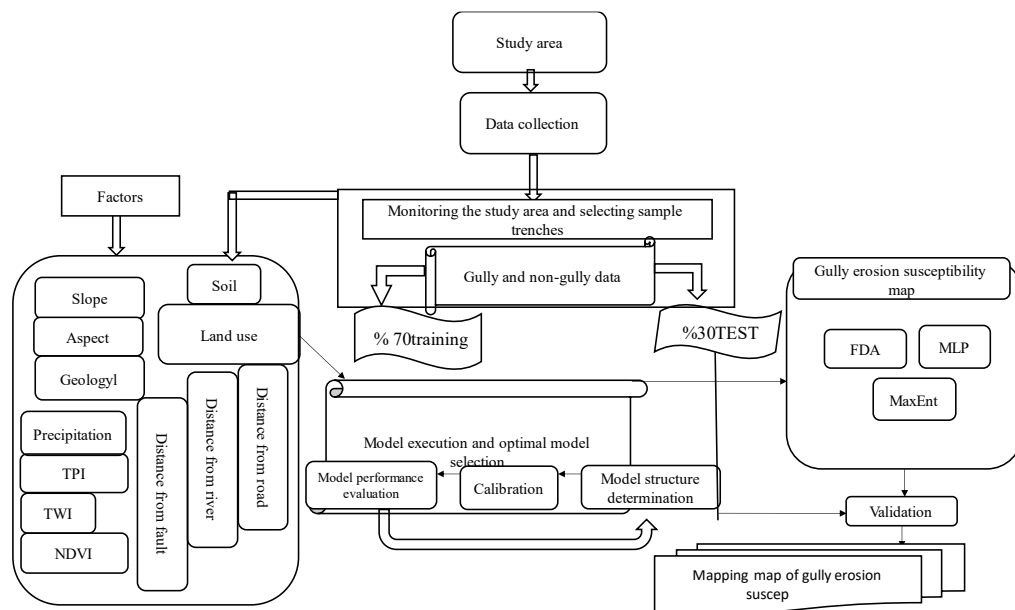 Study area
Data collection
Factors
Monitoring the study area and selecting sample
trenches
Gully and non-gully data
% 70training
%30TEST
Soil
Slope
Land use
Aspect
Geologyl
Precipitation
TPI
TWI
NDVI
Distance from fault
Distance from river
Distance from road
Model execution and optimal model
selection
Model performance
evaluation
Calibration
Model structure
determination
Gully erosion susceptibility
map
FDA
MLP
MaxEnt
Validation
Mapping map of gully erosion
suscep